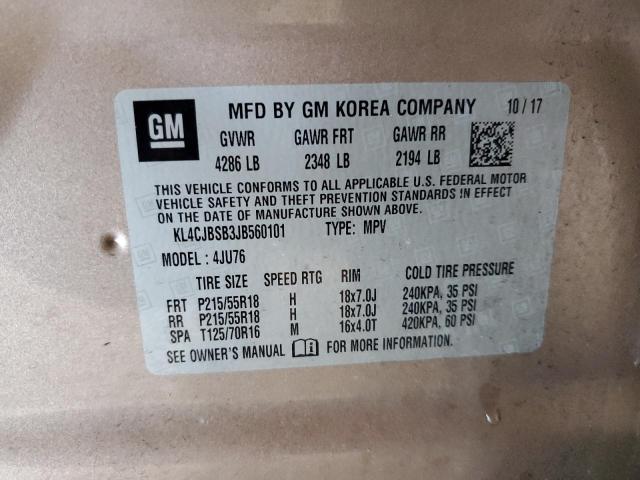 GM MFD BY GM KOREA COMPANY 10/17
GVWR GAWR FRT GAWR RR
4286 LB 2348 LB 2194 LB
THIS VEHICLE CONFORMS TO ALL APPLICABLE U.S. FEDERAL MOTOR
VEHICLE SAFETY AND THEFT PREVENTION STANDARDS IN EFFECT
ON THE DATE OF MANUFACTURE SHOWN ABOVE.
KL4CJBSB3JB560101 TYPE: MPV
MODEL : 4JU76
TIRE SIZE SPEED RTG RIM COLD TIRE PRESSURE
FRT P215/55R18 H 18x7.0J 240KPA, 35 PSI
RR P215/55R18 H 18x7.0J 240KPA, 35 PSI
SPA T125/70R16 M 16x4.0T 420KPA, 60 PSI
SEE OWNER'S MANUAL FOR MORE INFORMATION.